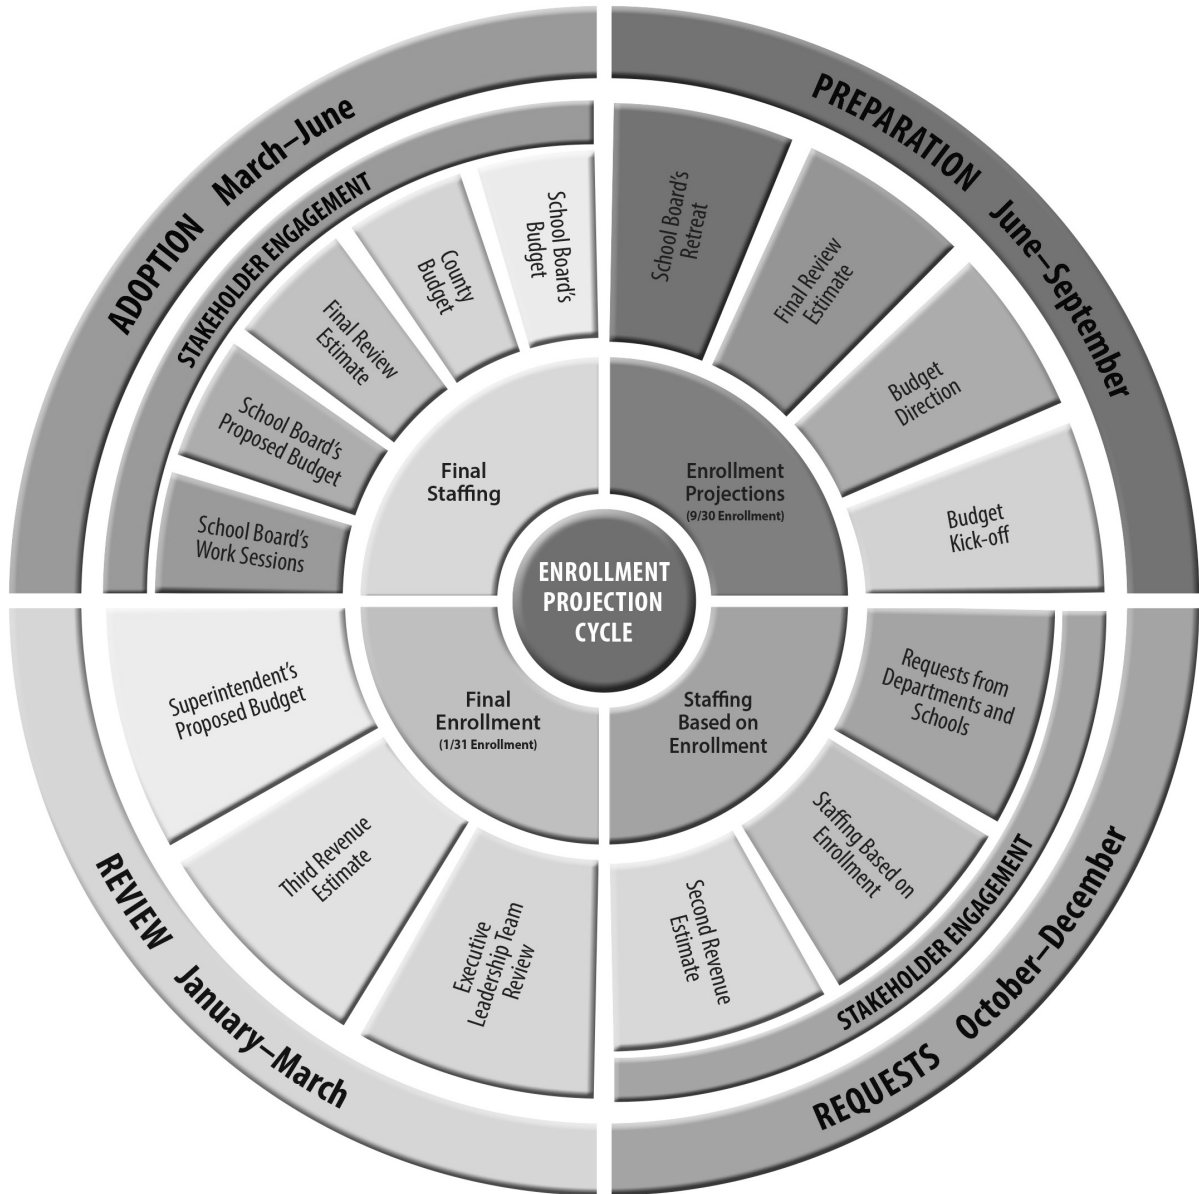 PREPARATION June–September
School Board's
Retreat
Final Review
Estimate
Budget
Direction
Budget
Kick-off
Enrollment
Projections
(9/30 Enrollment)
REQUESTS October–December
STAKEHOLDER ENGAGEMENT
Requests from
Departments and
Schools
Staffing Based on
Enrollment
Second Revenue
Estimate
Staffing
Based on
Enrollment
REVIEW January–March
Executive
Leadership Team
Review
Third Revenue
Estimate
Superintendent's
Proposed Budget
Final
Enrollment
(1/31 Enrollment)
ADOPTION March–June
STAKEHOLDER ENGAGEMENT
School Board's
Work Sessions
School Board's
Proposed Budget
Final Review
Estimate
County
Budget
School Board's
Budget
Final
Staffing
ENROLLMENT
PROJECTION
CYCLE